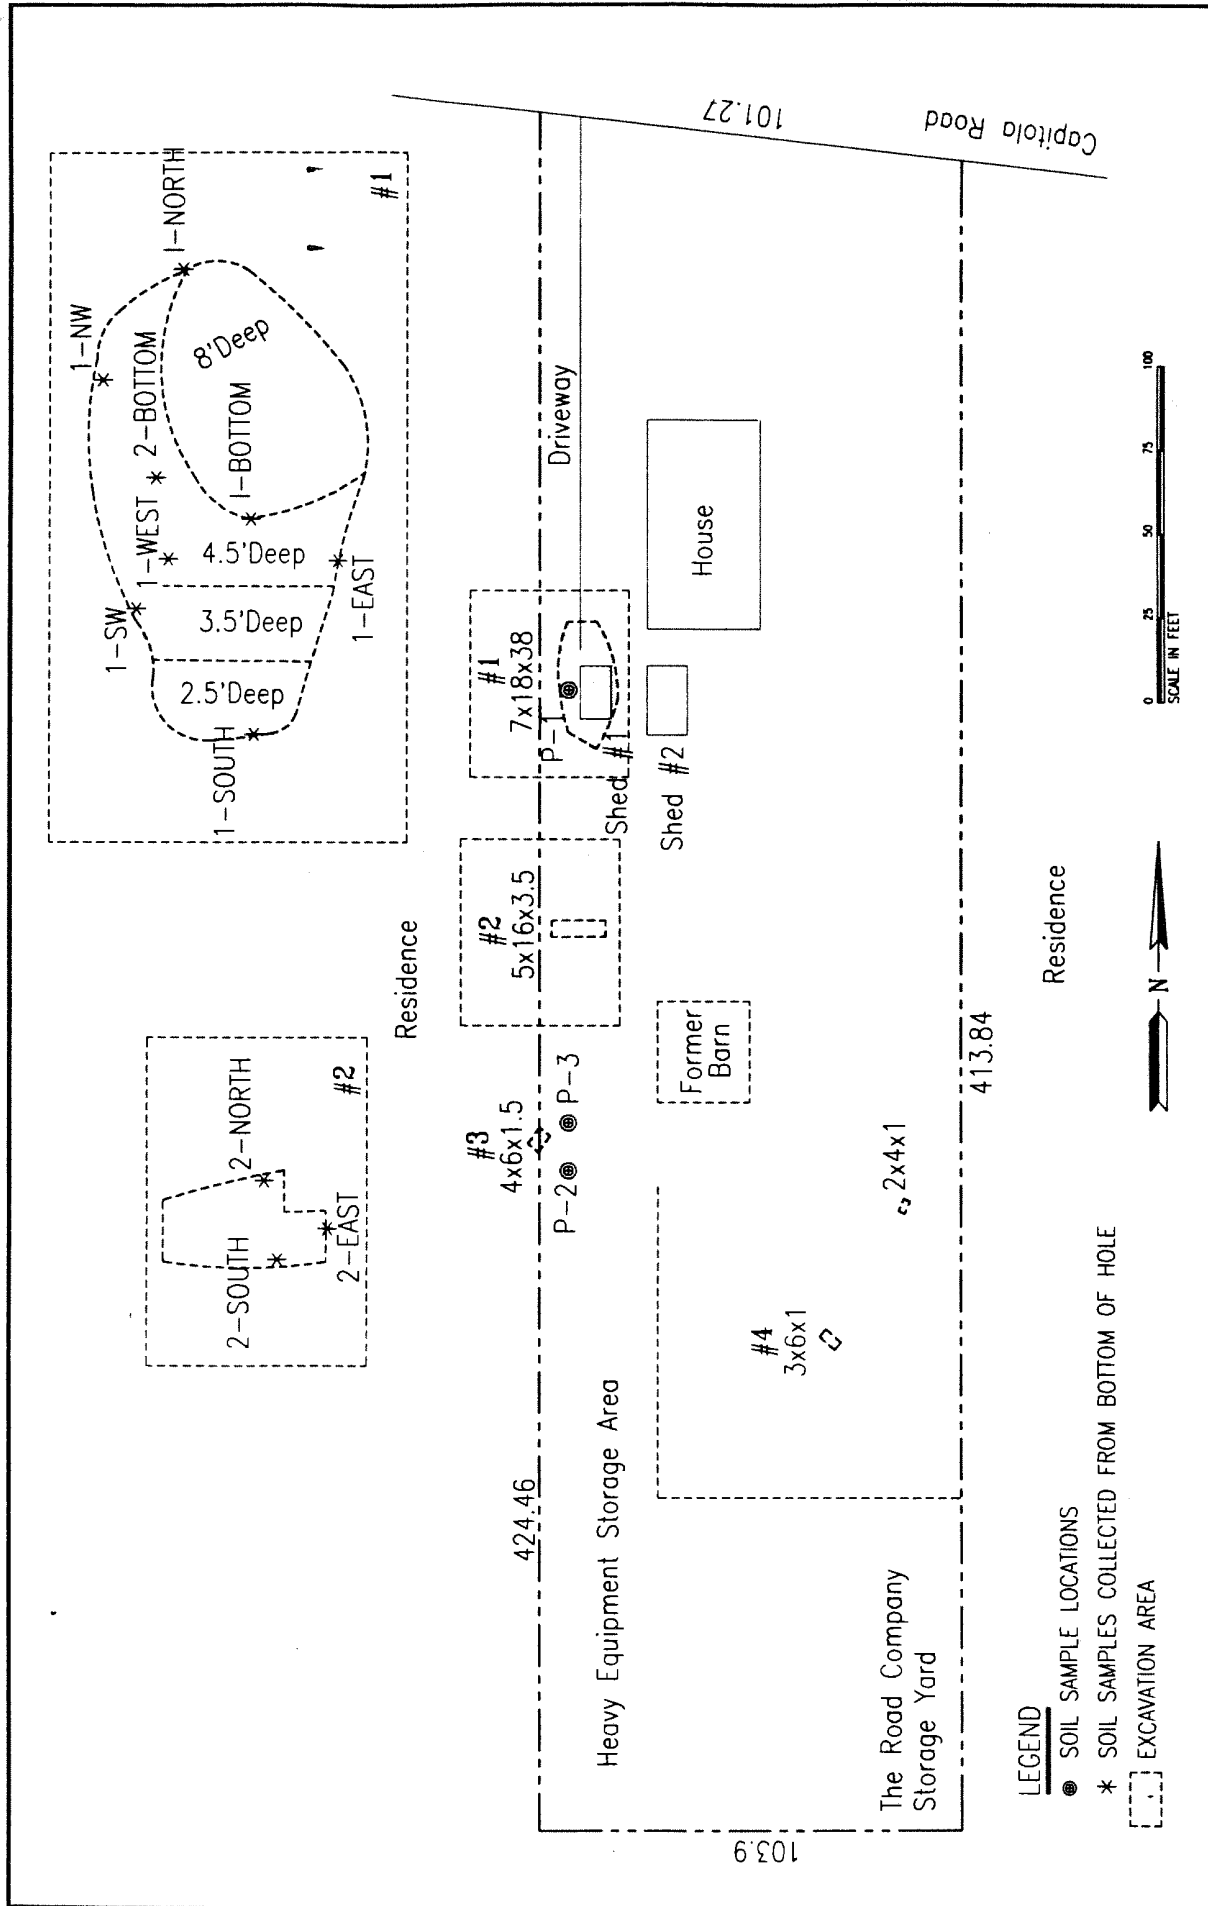 101.27
Capitola Road
1-NORTH
#1
1-NW
2-BOTTOM
8'Deep
1-BOTTOM
1-WEST
4.5'Deep
1-SW
3.5'Deep
1-EAST
2.5'Deep
1-SOUTH
Driveway
House
#1
7x18x38
P-1
Shed #1
Shed #2
#2
5x16x3.5
Residence
2-NORTH
#2
2-SOUTH
2-EAST
#3
4x6x1.5
P-2
P-3
Former
Barn
2x4x1
#4
3x6x1
413.84
Residence
424.46
Heavy Equipment Storage Area
The Road Company
Storage Yard
103.9
N
0 25 50 75 100
SCALE IN FEET
LEGEND
SOIL SAMPLE LOCATIONS
SOIL SAMPLES COLLECTED FROM BOTTOM OF HOLE
EXCAVATION AREA